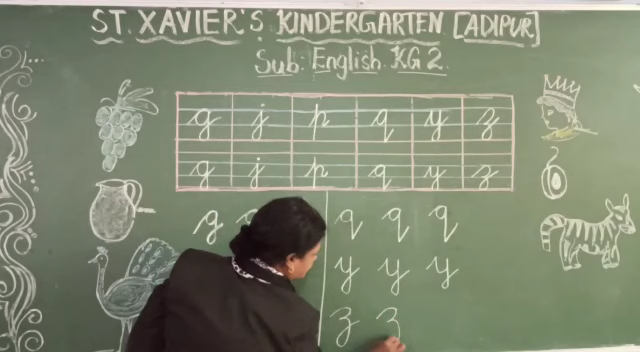 ST. XAVIER'S KINDERGARTEN [ADIPUR]
Sub: English KG 2.
g j p q y z
g j p q y z
g q q q
y y y
z z